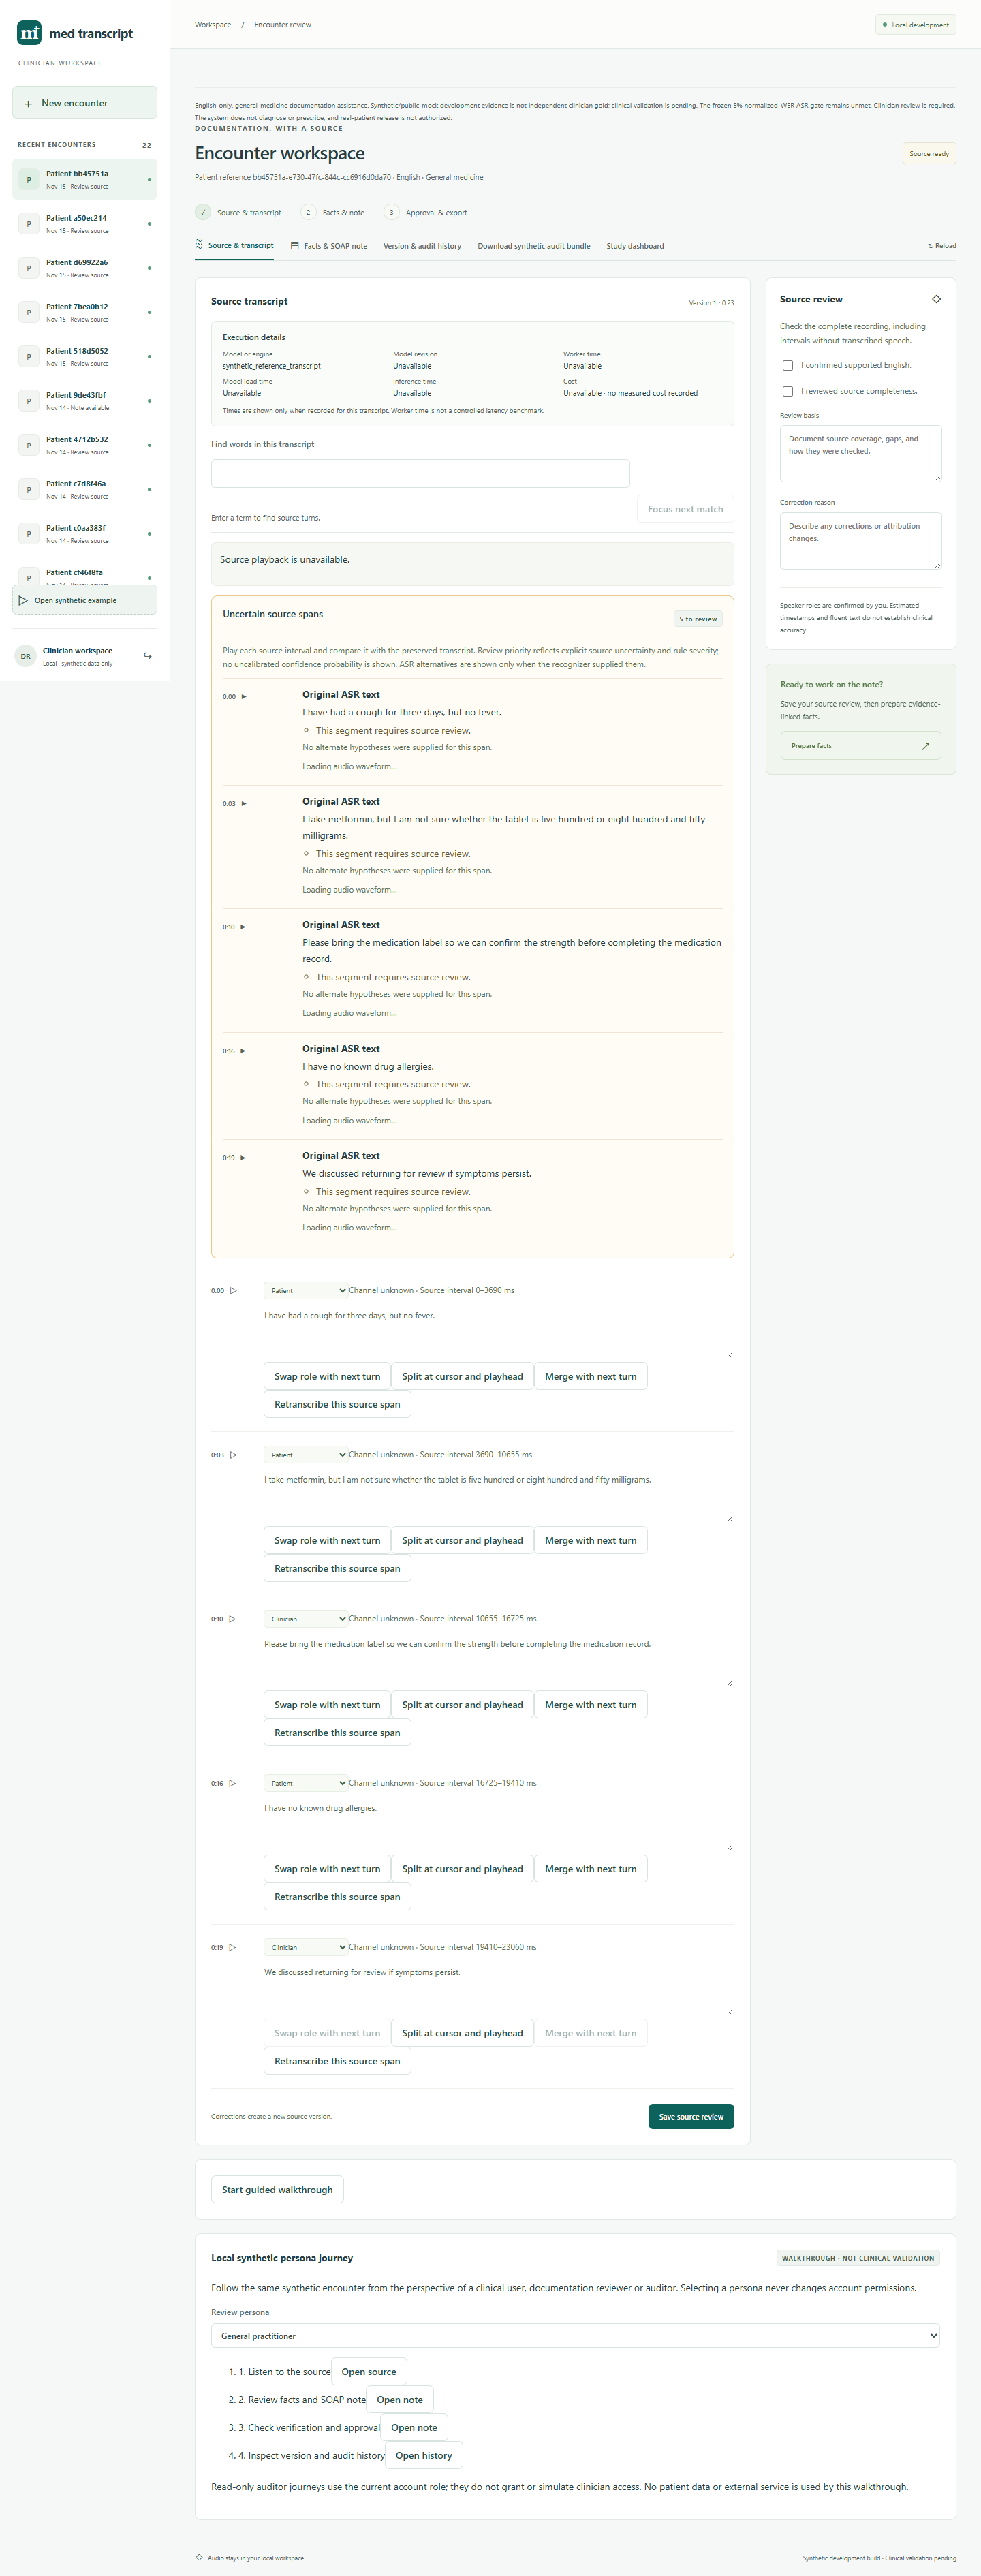 med transcript
CLINICIAN WORKSPACE
+ New encounter
RECENT ENCOUNTERS 22
P Patient bb45751a
Nov 15 · Review source
P Patient a50ec214
Nov 15 · Review source
P Patient d69922a6
Nov 15 · Review source
P Patient 7bea0b12
Nov 15 · Review source
P Patient 518d5052
Nov 15 · Review source
P Patient 9de43fbf
Nov 14 · Note available
P Patient 4712b532
Nov 14 · Review source
P Patient c7d8f46a
Nov 14 · Review source
P Patient c0aa383f
Nov 14 · Review source
P Patient cf46f8fa
Nov 14 · Review source
Open synthetic example
DR Clinician workspace
Local · synthetic data only
Workspace / Encounter review
Local development
English-only, general-medicine documentation assistance. Synthetic/public-mock development evidence is not independent clinician gold; clinical validation is pending. The frozen 5% normalized-WER ASR gate remains unmet. Clinician review is required.
The system does not diagnose or prescribe, and real-patient release is not authorized.
DOCUMENTATION, WITH A SOURCE
Encounter workspace
Source ready
Patient reference bb45751a-e730-47fc-844c-cc6916d0da70 · English · General medicine
✓ Source & transcript 2 Facts & note 3 Approval & export
Source & transcript Facts & SOAP note Version & audit history Download synthetic audit bundle Study dashboard ↻ Reload
Source transcript Version 1 · 0:23
Execution details
Model or engine Model revision Worker time
synthetic_reference_transcript Unavailable Unavailable
Model load time Inference time Cost
Unavailable Unavailable Unavailable · no measured cost recorded
Times are shown only when recorded for this transcript. Worker time is not a controlled latency benchmark.
Find words in this transcript
Focus next match
Enter a term to find source turns.
Source playback is unavailable.
Uncertain source spans 5 to review
Play each source interval and compare it with the preserved transcript. Review priority reflects explicit source uncertainty and rule severity;
no uncalibrated confidence probability is shown. ASR alternatives are shown only when the recognizer supplied them.
0:00 ▶ Original ASR text
I have had a cough for three days, but no fever.
This segment requires source review.
No alternate hypotheses were supplied for this span.
Loading audio waveform...
0:03 ▶ Original ASR text
I take metformin, but I am not sure whether the tablet is five hundred or eight hundred and fifty
milligrams.
This segment requires source review.
No alternate hypotheses were supplied for this span.
Loading audio waveform...
0:10 ▶ Original ASR text
Please bring the medication label so we can confirm the strength before completing the medication
record.
This segment requires source review.
No alternate hypotheses were supplied for this span.
Loading audio waveform...
0:16 ▶ Original ASR text
I have no known drug allergies.
This segment requires source review.
No alternate hypotheses were supplied for this span.
Loading audio waveform...
0:19 ▶ Original ASR text
We discussed returning for review if symptoms persist.
This segment requires source review.
No alternate hypotheses were supplied for this span.
Loading audio waveform...
0:00 ▷ Patient Channel unknown · Source interval 0–3690 ms
I have had a cough for three days, but no fever.
Swap role with next turn Split at cursor and playhead Merge with next turn
Retranscribe this source span
0:03 ▷ Patient Channel unknown · Source interval 3690–10655 ms
I take metformin, but I am not sure whether the tablet is five hundred or eight hundred and fifty milligrams.
Swap role with next turn Split at cursor and playhead Merge with next turn
Retranscribe this source span
0:10 ▷ Clinician Channel unknown · Source interval 10655–16725 ms
Please bring the medication label so we can confirm the strength before completing the medication record.
Swap role with next turn Split at cursor and playhead Merge with next turn
Retranscribe this source span
0:16 ▷ Patient Channel unknown · Source interval 16725–19410 ms
I have no known drug allergies.
Swap role with next turn Split at cursor and playhead Merge with next turn
Retranscribe this source span
0:19 ▷ Clinician Channel unknown · Source interval 19410–23060 ms
We discussed returning for review if symptoms persist.
Swap role with next turn Split at cursor and playhead Merge with next turn
Retranscribe this source span
Corrections create a new source version. Save source review
Source review
Check the complete recording, including
intervals without transcribed speech.
I confirmed supported English.
I reviewed source completeness.
Review basis
Document source coverage, gaps, and
how they were checked.
Correction reason
Describe any corrections or attribution
changes.
Speaker roles are confirmed by you. Estimated
timestamps and fluent text do not establish clinical
accuracy.
Ready to work on the note?
Save your source review, then prepare evidence-
linked facts.
Prepare facts ↗
Start guided walkthrough
Local synthetic persona journey WALKTHROUGH · NOT CLINICAL VALIDATION
Follow the same synthetic encounter from the perspective of a clinical user, documentation reviewer or auditor. Selecting a persona never changes account permissions.
Review persona
General practitioner
1. 1. Listen to the source Open source
2. 2. Review facts and SOAP note Open note
3. 3. Check verification and approval Open note
4. 4. Inspect version and audit history Open history
Read-only auditor journeys use the current account role; they do not grant or simulate clinician access. No patient data or external service is used by this walkthrough.
Audio stays in your local workspace. Synthetic development build · Clinical validation pending